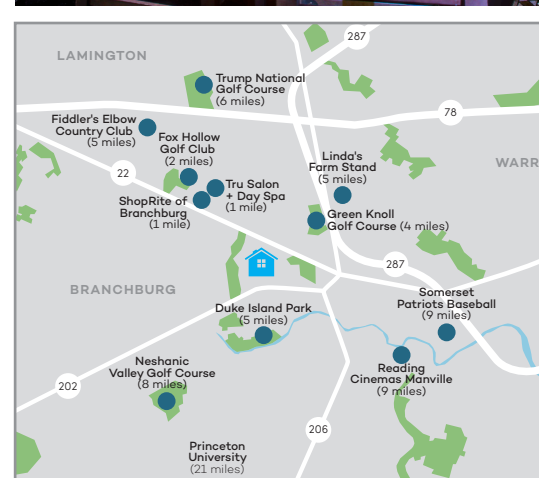 287
LAMINGTON
Trump National
Golf Course
(6 miles)
78
Fiddler's Elbow
Country Club
(5 miles)
Fox Hollow
Golf Club
(2 miles)
Linda's
Farm Stand
(5 miles)
WARR
22
Tru Salon
+ Day Spa
(1 mile)
ShopRite of
Branchburg
(1 mile)
Green Knoll
Golf Course (4 miles)
287
BRANCHBURG
Somerset
Patriots Baseball
(9 miles)
Duke Island Park
(5 miles)
Neshanic
Valley Golf Course
(8 miles)
Reading
Cinemas Manville
(9 miles)
202
206
Princeton
University
(21 miles)